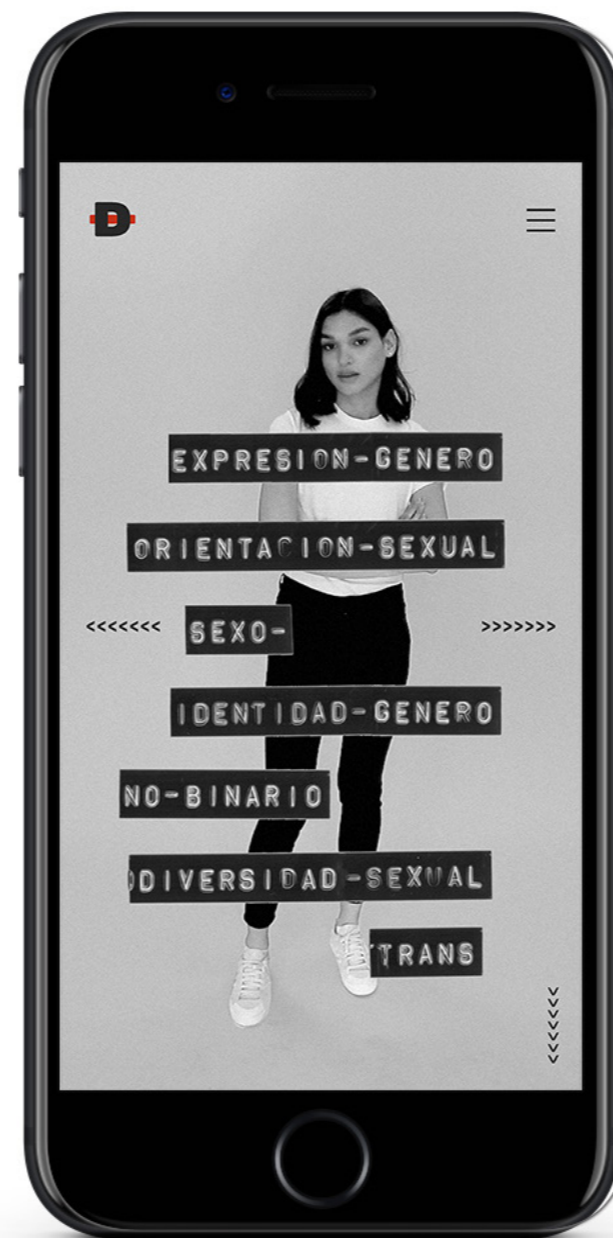 D
EXPRESION-GENERO
ORIENTACION-SEXUAL
<<<<<<< SEXO- >>>>>>>
IDENTIDAD-GENERO
NO-BINARIO
DIVERSIDAD-SEXUAL
TRANS